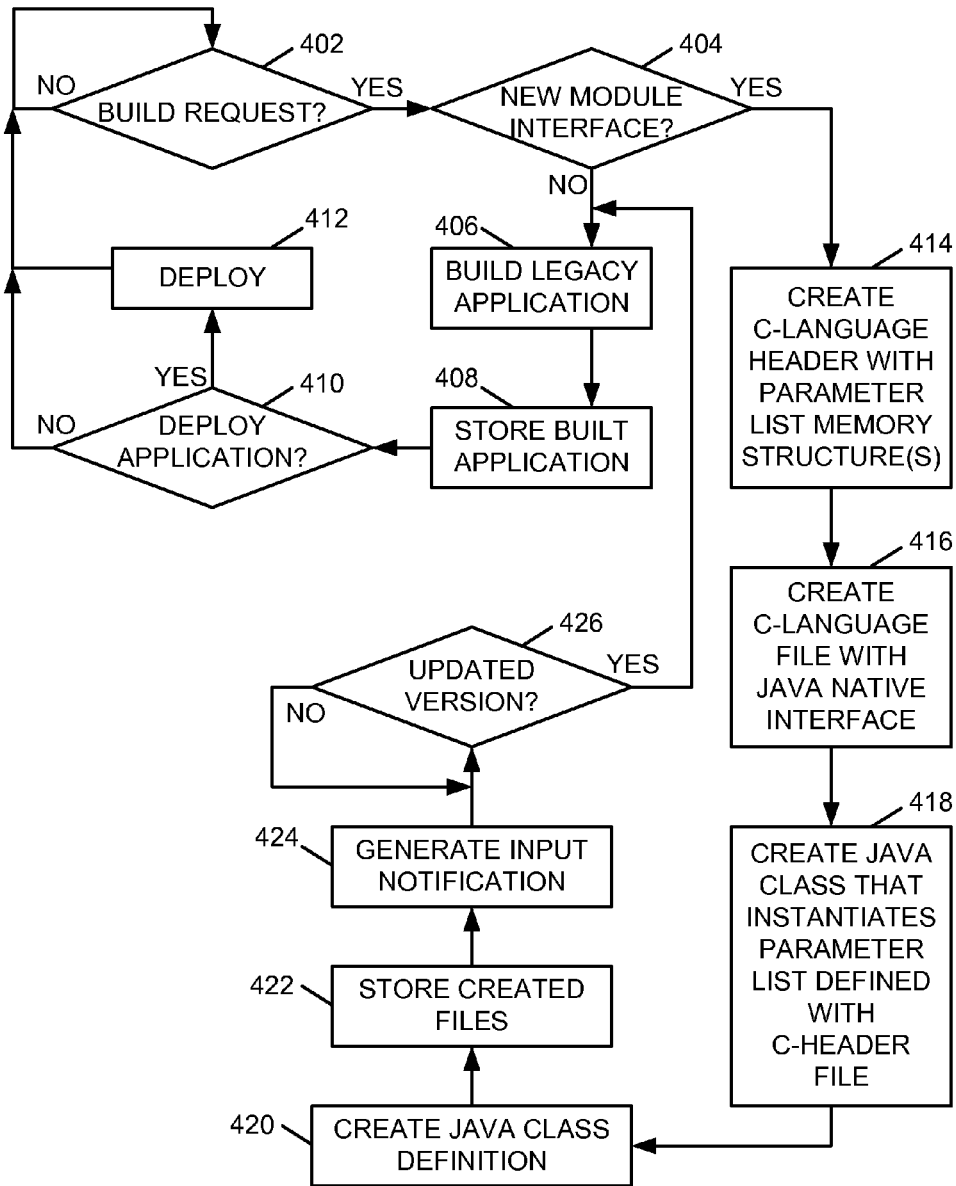 402
NO
BUILD REQUEST?
YES
404
NEW MODULE
INTERFACE?
YES
NO
412
DEPLOY
406
BUILD LEGACY
APPLICATION
414
CREATE
C-LANGUAGE
HEADER WITH
PARAMETER
LIST MEMORY
STRUCTURE(S)
YES
410
NO
DEPLOY
APPLICATION?
408
STORE BUILT
APPLICATION
416
CREATE
C-LANGUAGE
FILE WITH
JAVA NATIVE
INTERFACE
426
UPDATED
VERSION?
YES
NO
418
CREATE JAVA
CLASS THAT
INSTANTIATES
PARAMETER
LIST DEFINED
WITH
C-HEADER
FILE
424
GENERATE INPUT
NOTIFICATION
422
STORE CREATED
FILES
420
CREATE JAVA CLASS
DEFINITION